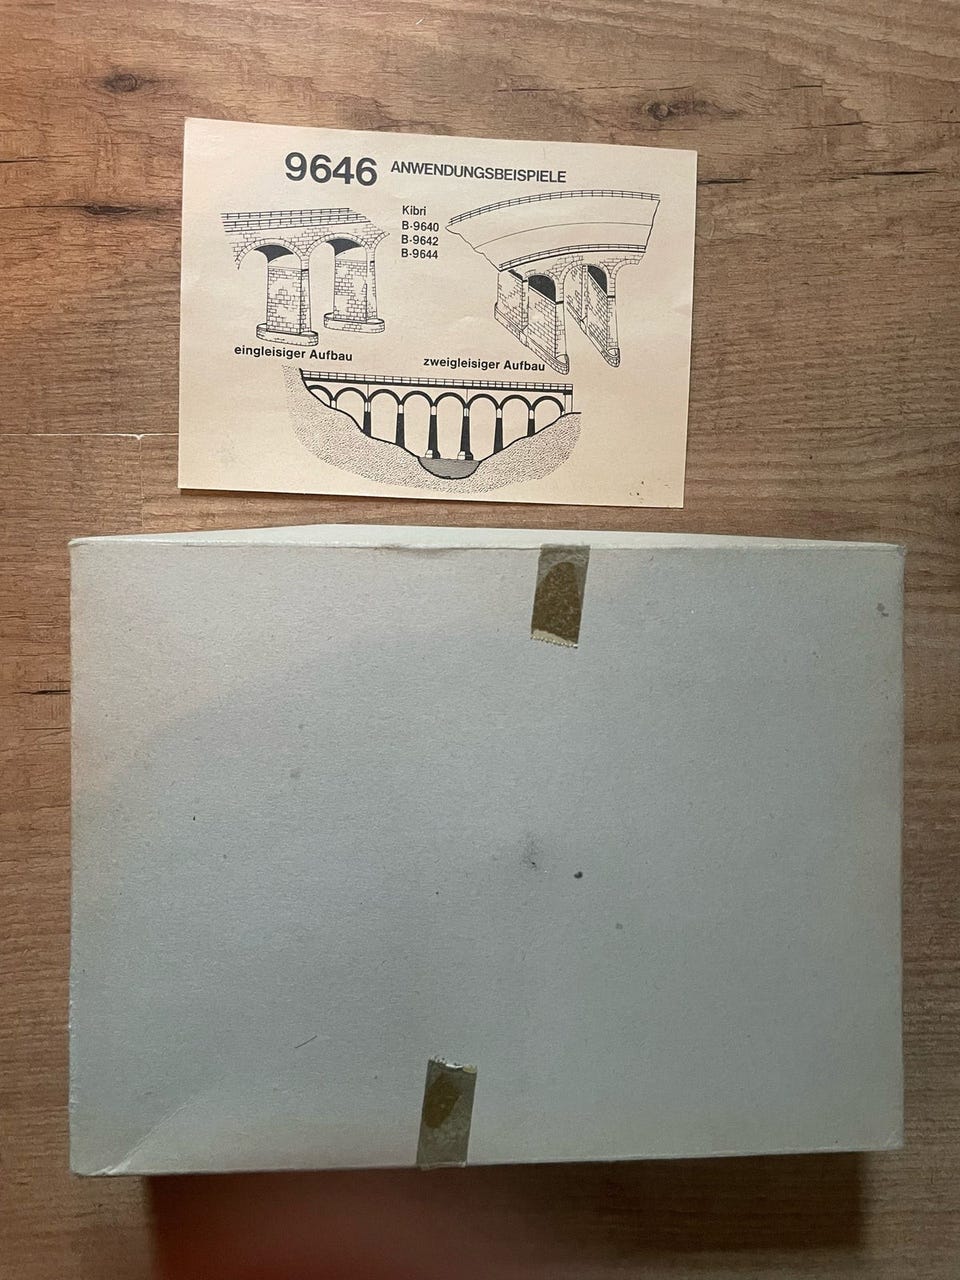 9646 ANWENDUNGSBEISPIELE
Kibri
B-9640
B-9642
B-9644
eingleisiger Aufbau
zweigleisiger Aufbau